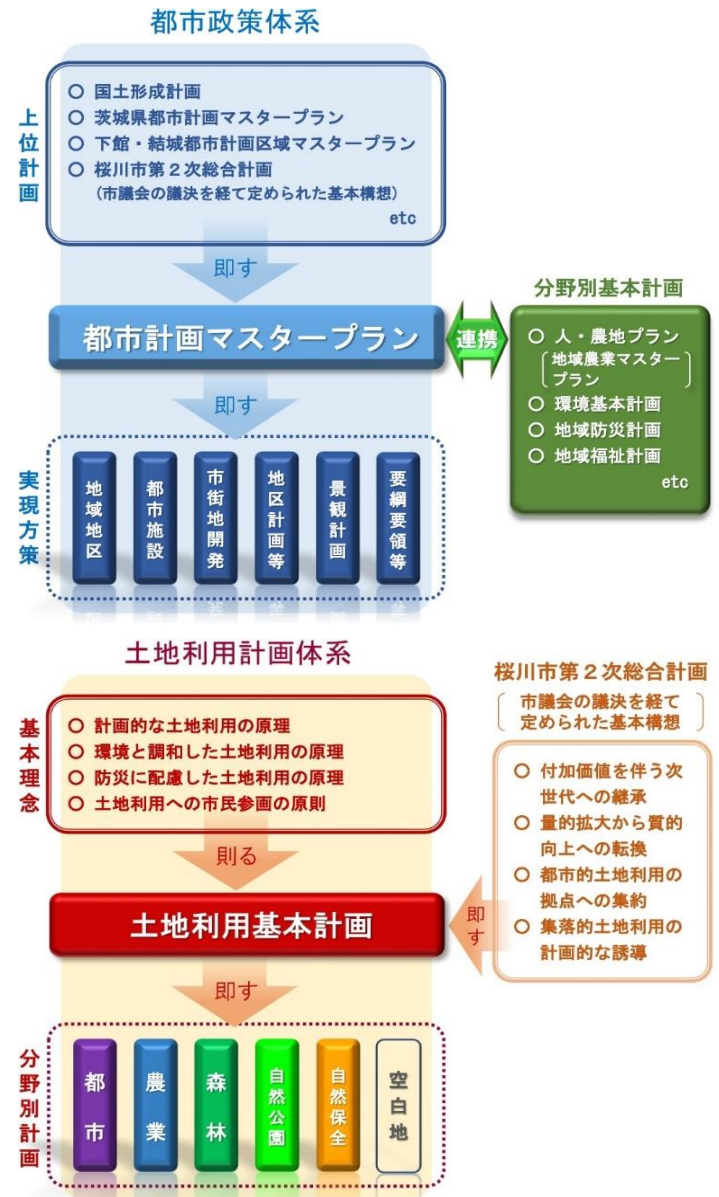 都市政策体系
上位計画
○ 国土形成計画
○ 茨城県都市計画マスタープラン
○ 下館・結城都市計画区域マスタープラン
○ 桜川市第２次総合計画
(市議会の議決を経て定められた基本構想)
etc
即す
都市計画マスタープラン
連携
分野別基本計画
○ 人・農地プラン
地域農業マスター
プラン
○ 環境基本計画
○ 地域防災計画
○ 地域福祉計画
etc
即す
実現方策
地域地区
都市施設
市街地開発
地区計画等
景観計画
要綱要領等
土地利用計画体系
基本理念
○ 計画的な土地利用の原理
○ 環境と調和した土地利用の原理
○ 防災に配慮した土地利用の原理
○ 土地利用への市民参画の原則
則る
土地利用基本計画
桜川市第２次総合計画
市議会の議決を経て
定められた基本構想
○ 付加価値を伴う次
世代への継承
○ 量的拡大から質的
向上への転換
○ 都市的土地利用の
拠点への集約
○ 集落的土地利用の
計画的な誘導
即す
即す
分野別計画
都市
農業
森林
自然公園
自然保全
空白地